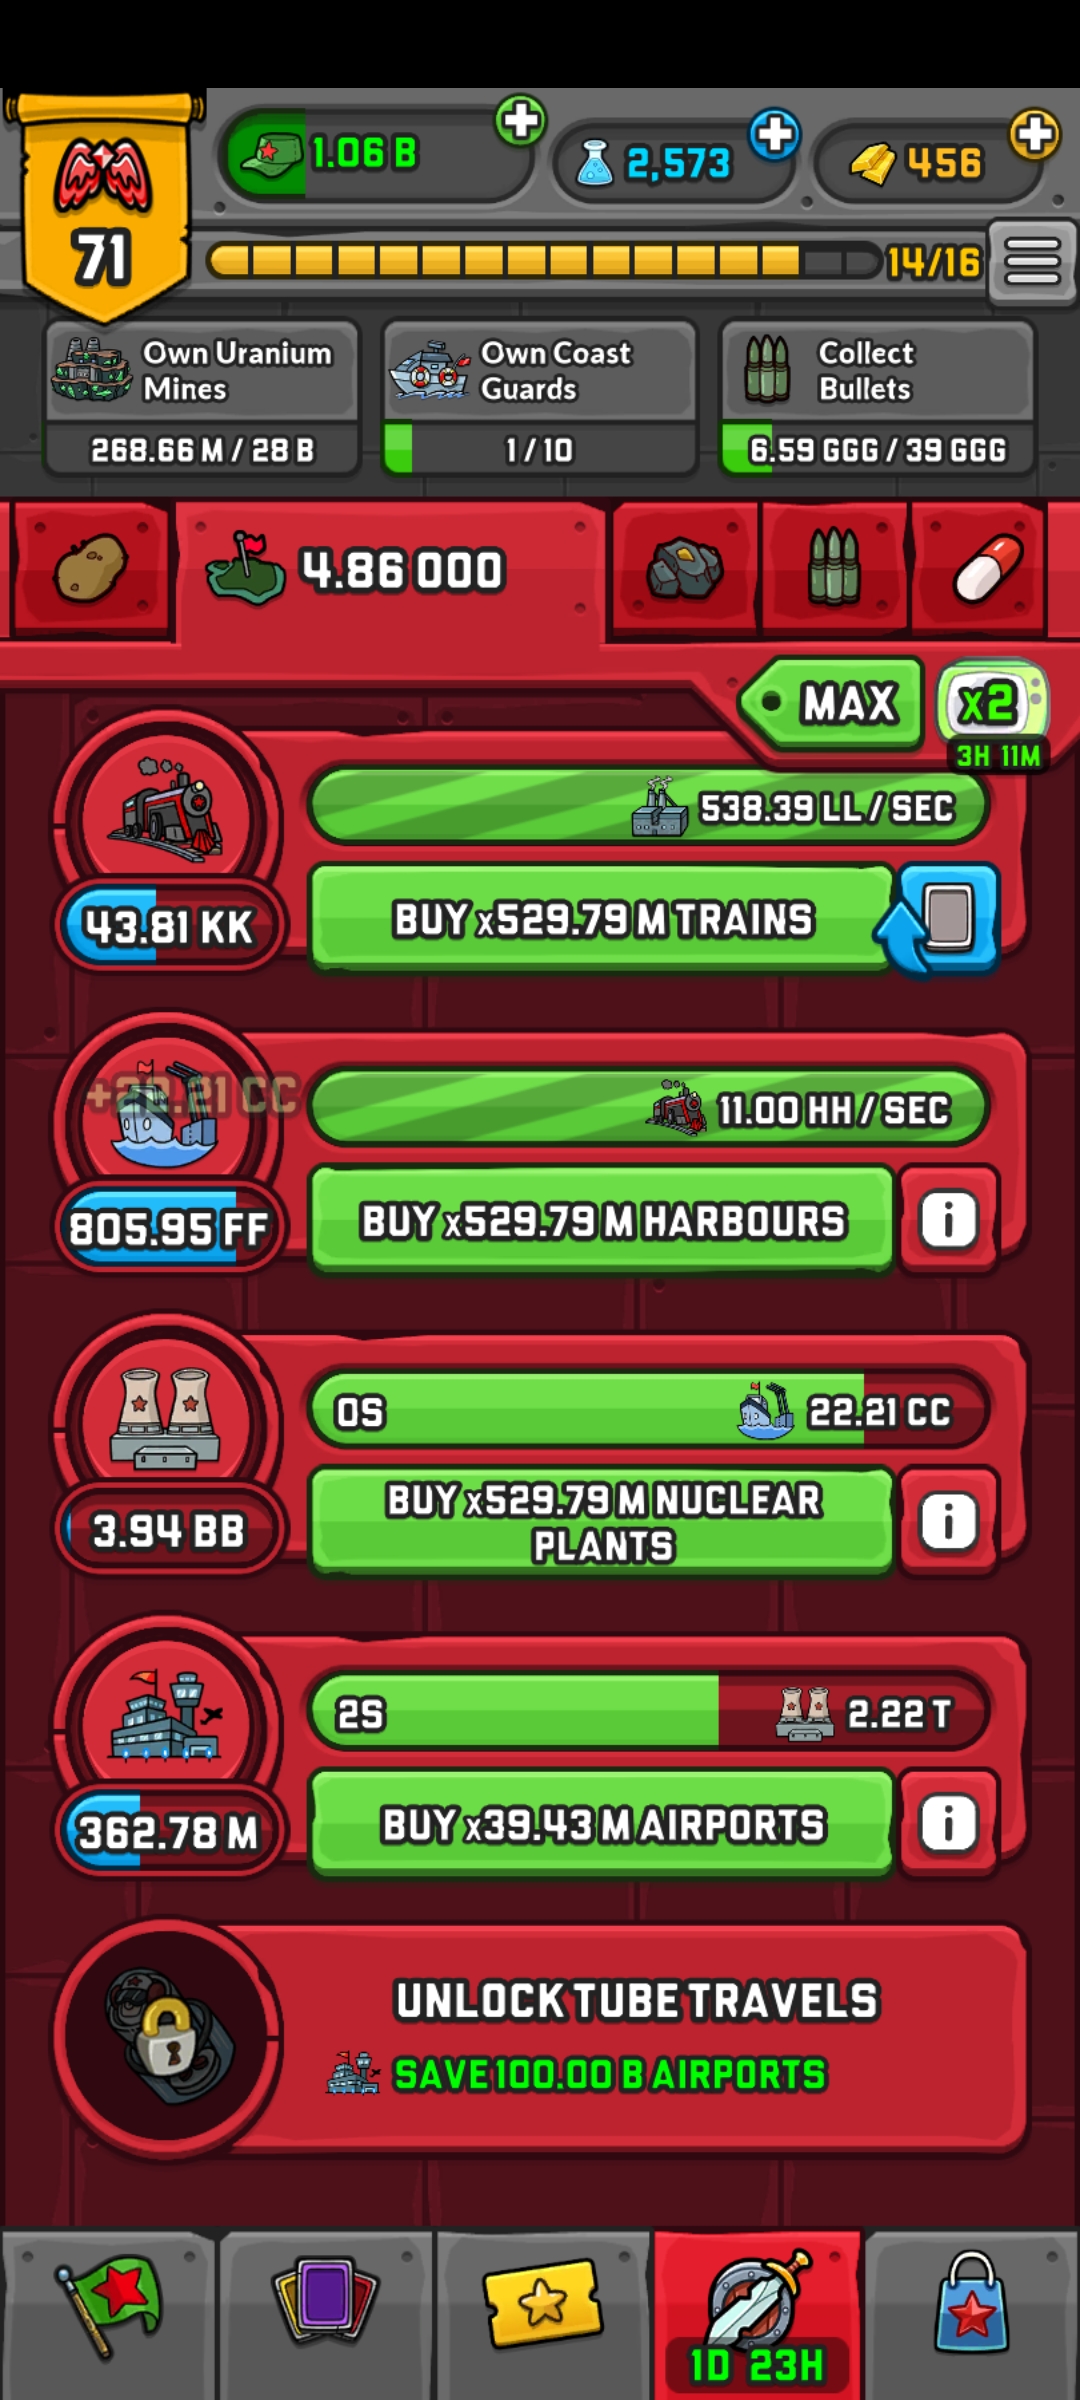 1.06 B
2,573
456
71
14/16
Own Uranium
Mines
268.66 M / 28 B
Own Coast
Guards
1 / 10
Collect
Bullets
6.59 GGG / 39 GGG
4.86 OOO
MAX
x2
3H 11M
538.39 LL / SEC
43.81 KK
BUY x529.79 M TRAINS
+22.21 CC
11.00 HH / SEC
805.95 FF
BUY x529.79 M HARBOURS
i
0S
22.21 CC
3.94 BB
BUY x529.79 M NUCLEAR
PLANTS
i
2S
2.22 T
362.78 M
BUY x39.43 M AIRPORTS
i
UNLOCK TUBE TRAVELS
SAVE 100.00 B AIRPORTS
1D 23H